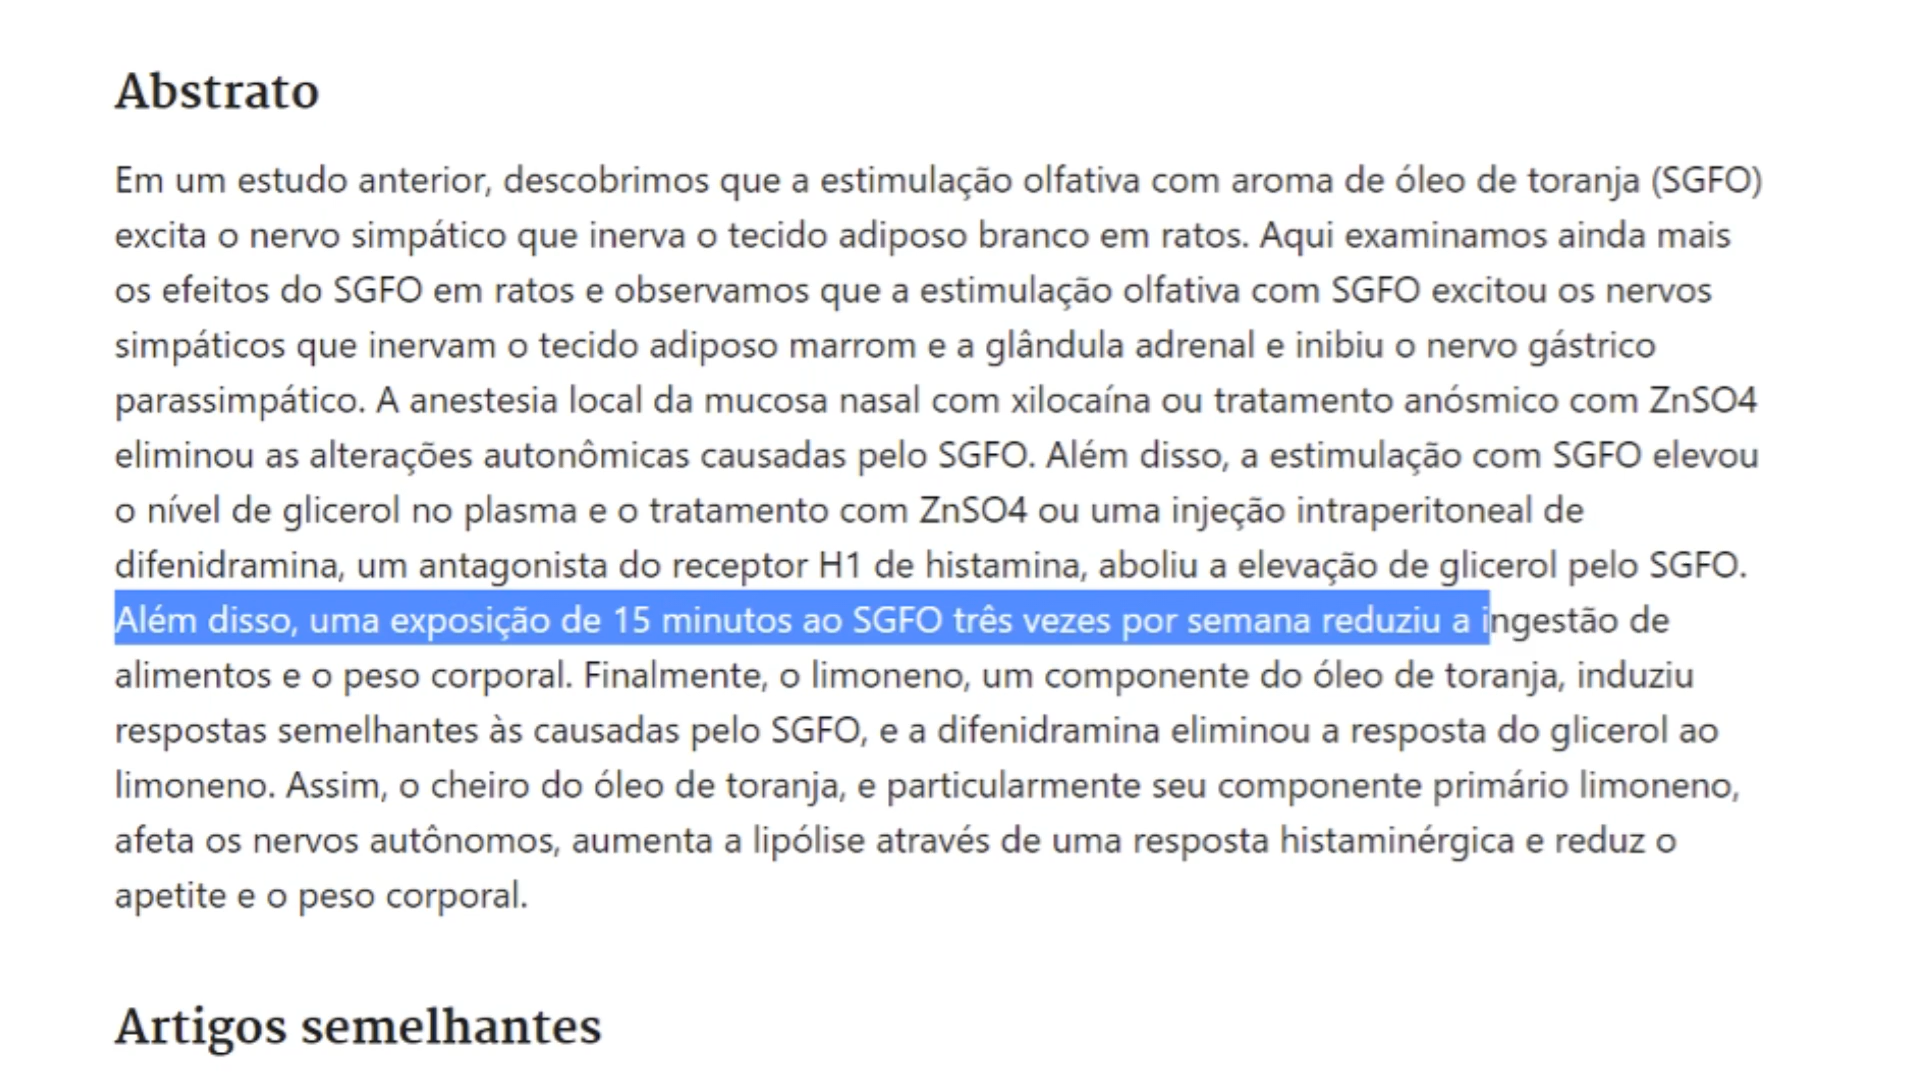 Abstrato
Em um estudo anterior, descobrimos que a estimulação olfativa com aroma de óleo de toranja (SGFO)
excita o nervo simpático que inerva o tecido adiposo branco em ratos. Aqui examinamos ainda mais
os efeitos do SGFO em ratos e observamos que a estimulação olfativa com SGFO excitou os nervos
simpáticos que inervam o tecido adiposo marrom e a glândula adrenal e inibiu o nervo gástrico
parassimpático. A anestesia local da mucosa nasal com xilocaína ou tratamento anósmico com ZnSO4
eliminou as alterações autonômicas causadas pelo SGFO. Além disso, a estimulação com SGFO elevou
o nível de glicerol no plasma e o tratamento com ZnSO4 ou uma injeção intraperitoneal de
difenidramina, um antagonista do receptor H1 de histamina, aboliu a elevação de glicerol pelo SGFO.
Além disso, uma exposição de 15 minutos ao SGFO três vezes por semana reduziu a ingestão de
alimentos e o peso corporal. Finalmente, o limoneno, um componente do óleo de toranja, induziu
respostas semelhantes às causadas pelo SGFO, e a difenidramina eliminou a resposta do glicerol ao
limoneno. Assim, o cheiro do óleo de toranja, e particularmente seu componente primário limoneno,
afeta os nervos autônomos, aumenta a lipólise através de uma resposta histaminérgica e reduz o
apetite e o peso corporal.
Artigos semelhantes